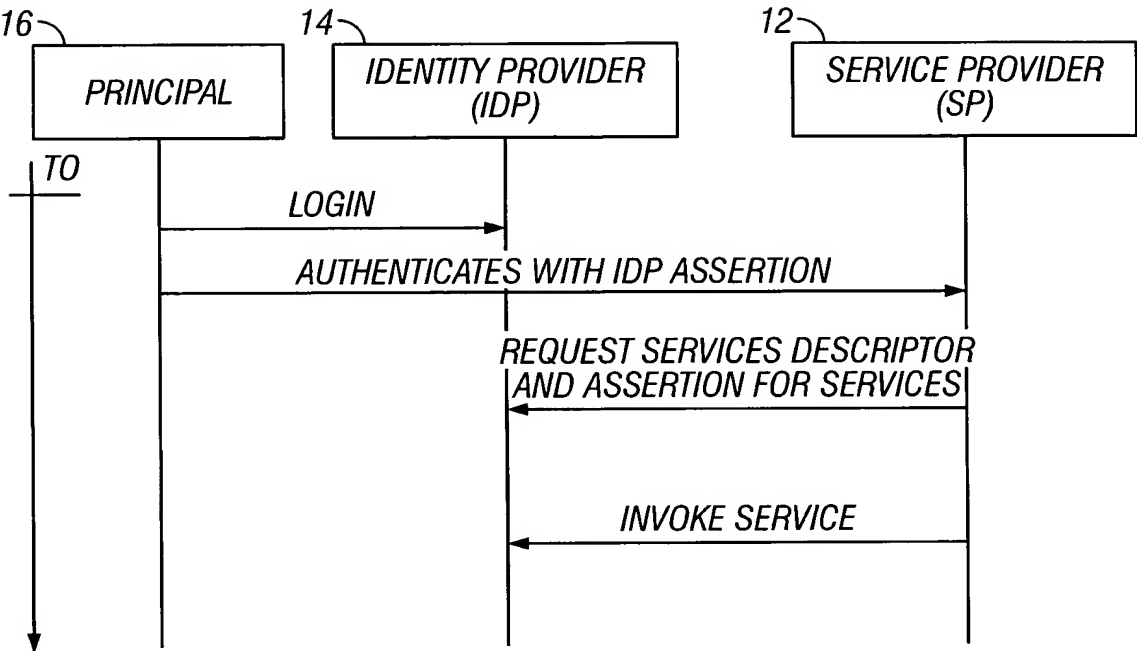 16
14
12
PRINCIPAL
IDENTITY PROVIDER
(IDP)
SERVICE PROVIDER
(SP)
TO
LOGIN
AUTHENTICATES WITH IDP ASSERTION
REQUEST SERVICES DESCRIPTOR
AND ASSERTION FOR SERVICES
INVOKE SERVICE